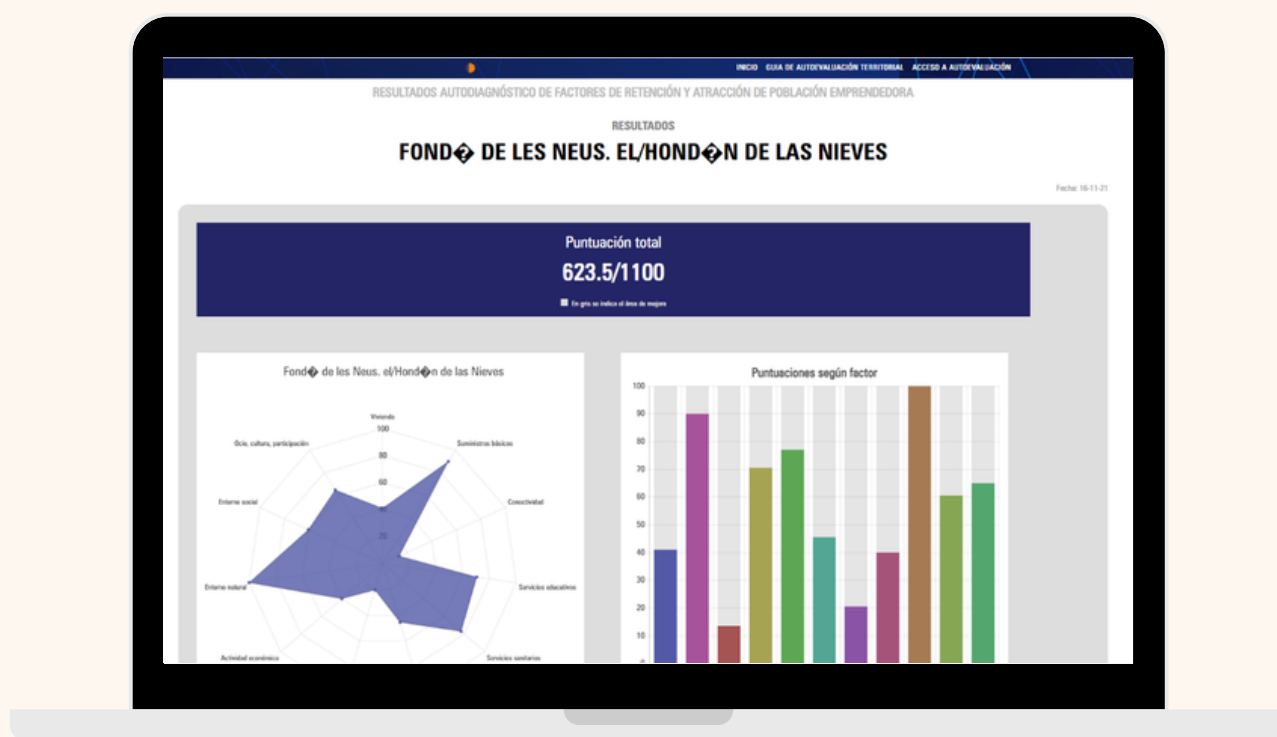 INICIO GUIA DE AUTOEVALUACIÓN TERRITORIAL ACCESO A AUTOEVALUACIÓN
RESULTADOS AUTODIAGNÓSTICO DE FACTORES DE RETENCIÓN Y ATRACCIÓN DE POBLACIÓN EMPRENDEDORA
RESULTADOS
FOND� DE LES NEUS. EL/HOND�N DE LAS NIEVES
Fecha: 16-11-21
Puntuación total
623.5/1100
En gris se indica el área de mejora
Fond� de les Neus. el/Hond�n de las Nieves
Vivienda
100
80
60
40
20
Suministros básicos
Conectividad
Servicios educativos
Servicios sanitarios
Actividad económica
Entorno natural
Entorno social
Ocio, cultura, participación
Puntuaciones según factor
100
90
80
70
60
50
40
30
20
10
0